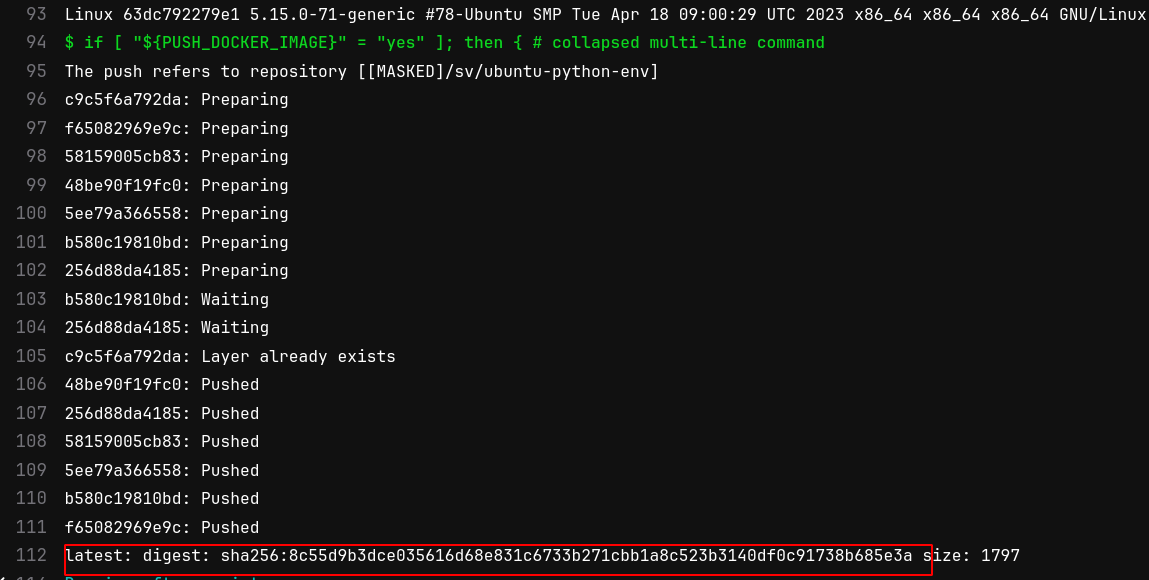 93 Linux 63dc792279e1 5.15.0-71-generic #78-Ubuntu SMP Tue Apr 18 09:00:29 UTC 2023 x86_64 x86_64 x86_64 GNU/Linux
94 $ if [ "${PUSH_DOCKER_IMAGE}" = "yes" ]; then { # collapsed multi-line command
95 The push refers to repository [[MASKED]/sv/ubuntu-python-env]
96 c9c5f6a792da: Preparing
97 f65082969e9c: Preparing
98 58159005cb83: Preparing
99 48be90f19fc0: Preparing
100 5ee79a366558: Preparing
101 b580c19810bd: Preparing
102 256d88da4185: Preparing
103 b580c19810bd: Waiting
104 256d88da4185: Waiting
105 c9c5f6a792da: Layer already exists
106 48be90f19fc0: Pushed
107 256d88da4185: Pushed
108 58159005cb83: Pushed
109 5ee79a366558: Pushed
110 b580c19810bd: Pushed
111 f65082969e9c: Pushed
112 latest: digest: sha256:8c55d9b3dce035616d68e831c6733b271cbb1a8c523b3140df0c91738b685e3a size: 1797